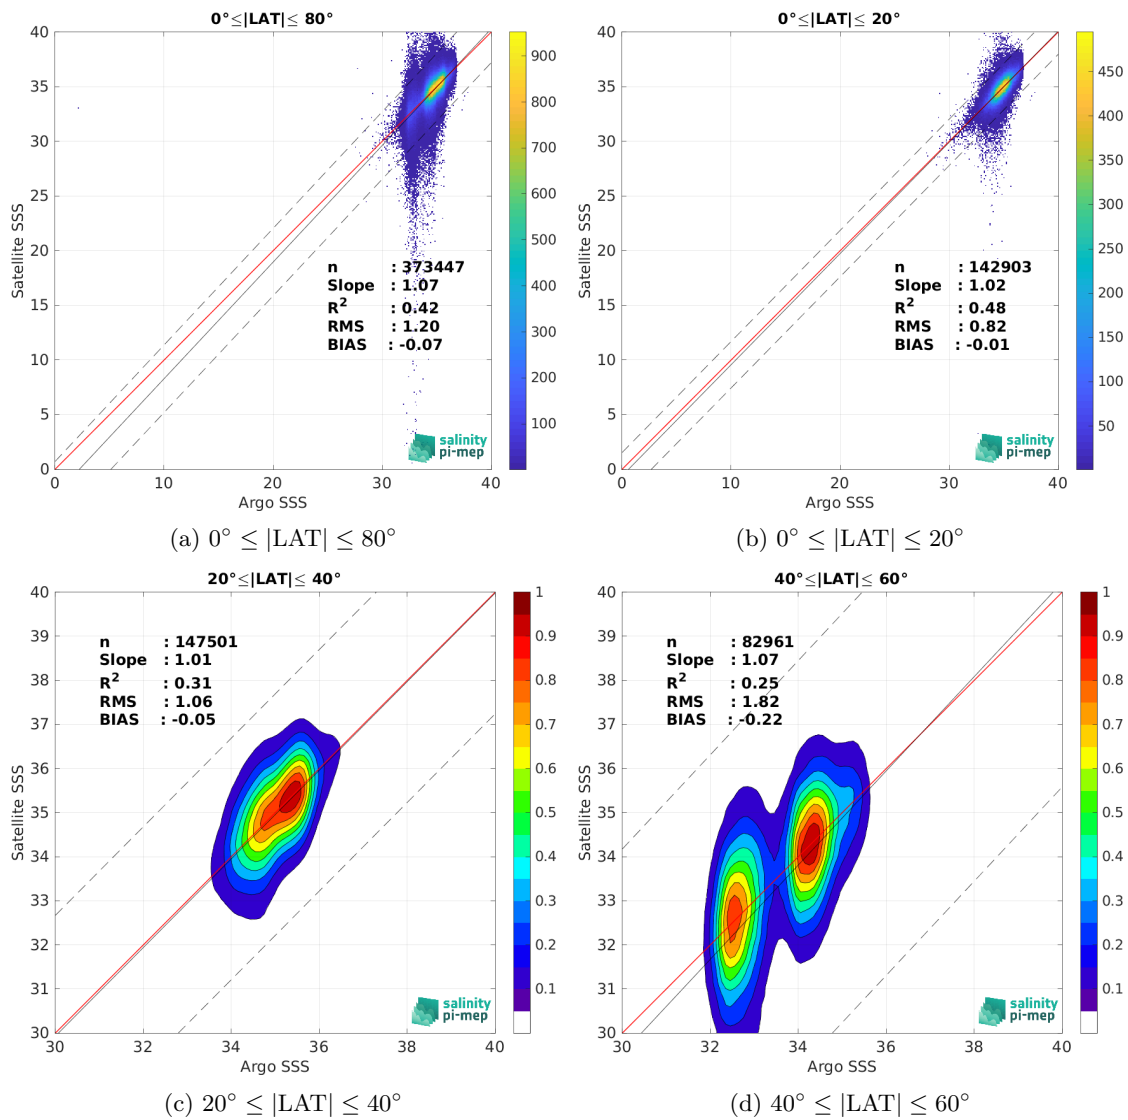 0°≤|LAT|≤ 80°
40
35
30
25
20
15
10
5
0
Satellite SSS
0
10
20
30
40
Argo SSS
n : 373447
Slope : 1.07
R² : 0.42
RMS : 1.20
BIAS : -0.07
salinity
pi-mep
900
800
700
600
500
400
300
200
100
(a) 0° ≤ |LAT| ≤ 80°
0°≤|LAT|≤ 20°
40
35
30
25
20
15
10
5
0
Satellite SSS
0
10
20
30
40
Argo SSS
n : 142903
Slope : 1.02
R² : 0.48
RMS : 0.82
BIAS : -0.01
salinity
pi-mep
450
400
350
300
250
200
150
100
50
(b) 0° ≤ |LAT| ≤ 20°
20°≤|LAT|≤ 40°
40
39
38
37
36
35
34
33
32
31
30
Satellite SSS
30
32
34
36
38
40
Argo SSS
n : 147501
Slope : 1.01
R² : 0.31
RMS : 1.06
BIAS : -0.05
salinity
pi-mep
1
0.9
0.8
0.7
0.6
0.5
0.4
0.3
0.2
0.1
(c) 20° ≤ |LAT| ≤ 40°
40°≤|LAT|≤ 60°
40
39
38
37
36
35
34
33
32
31
30
Satellite SSS
30
32
34
36
38
40
Argo SSS
n : 82961
Slope : 1.07
R² : 0.25
RMS : 1.82
BIAS : -0.22
salinity
pi-mep
1
0.9
0.8
0.7
0.6
0.5
0.4
0.3
0.2
0.1
(d) 40° ≤ |LAT| ≤ 60°